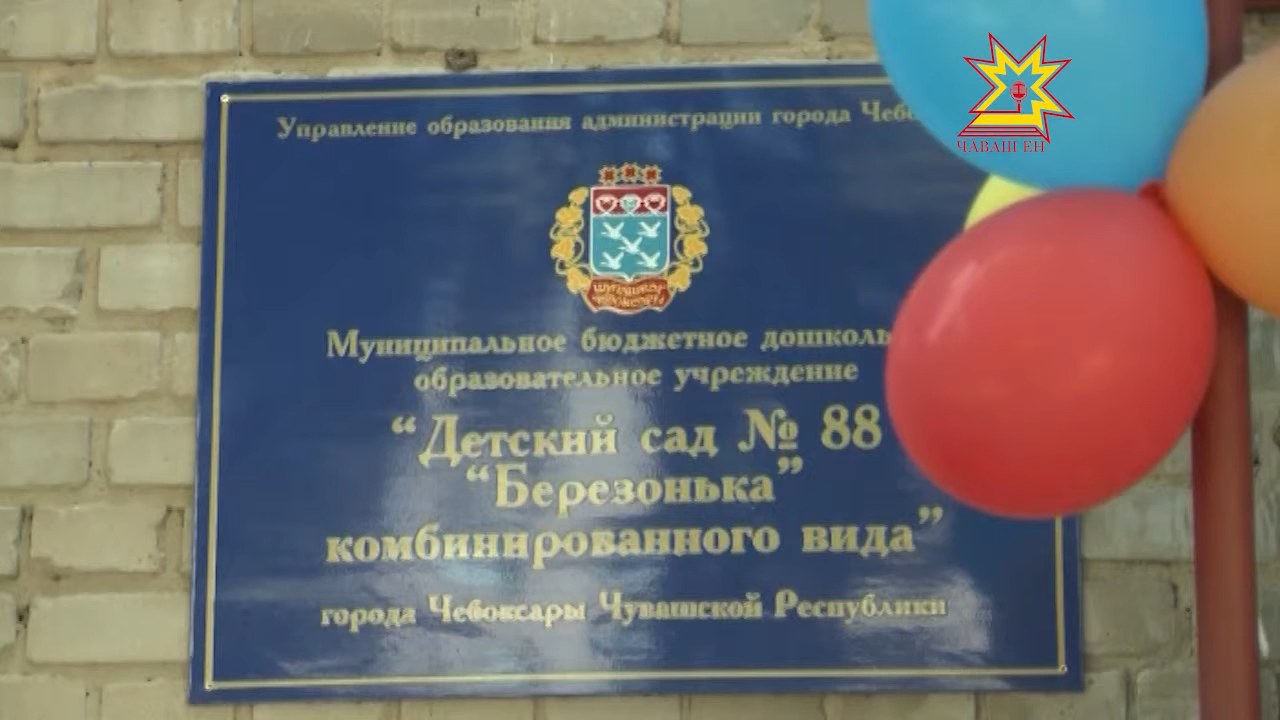 Управление образования администрации города Чебо
ЧАВАШ ЕН
Муниципальное бюджетное дошколь
образовательное учреждение
“Детский сад № 88
“Березонька”
комбинированного вида”
города Чебоксары Чувашской Республики